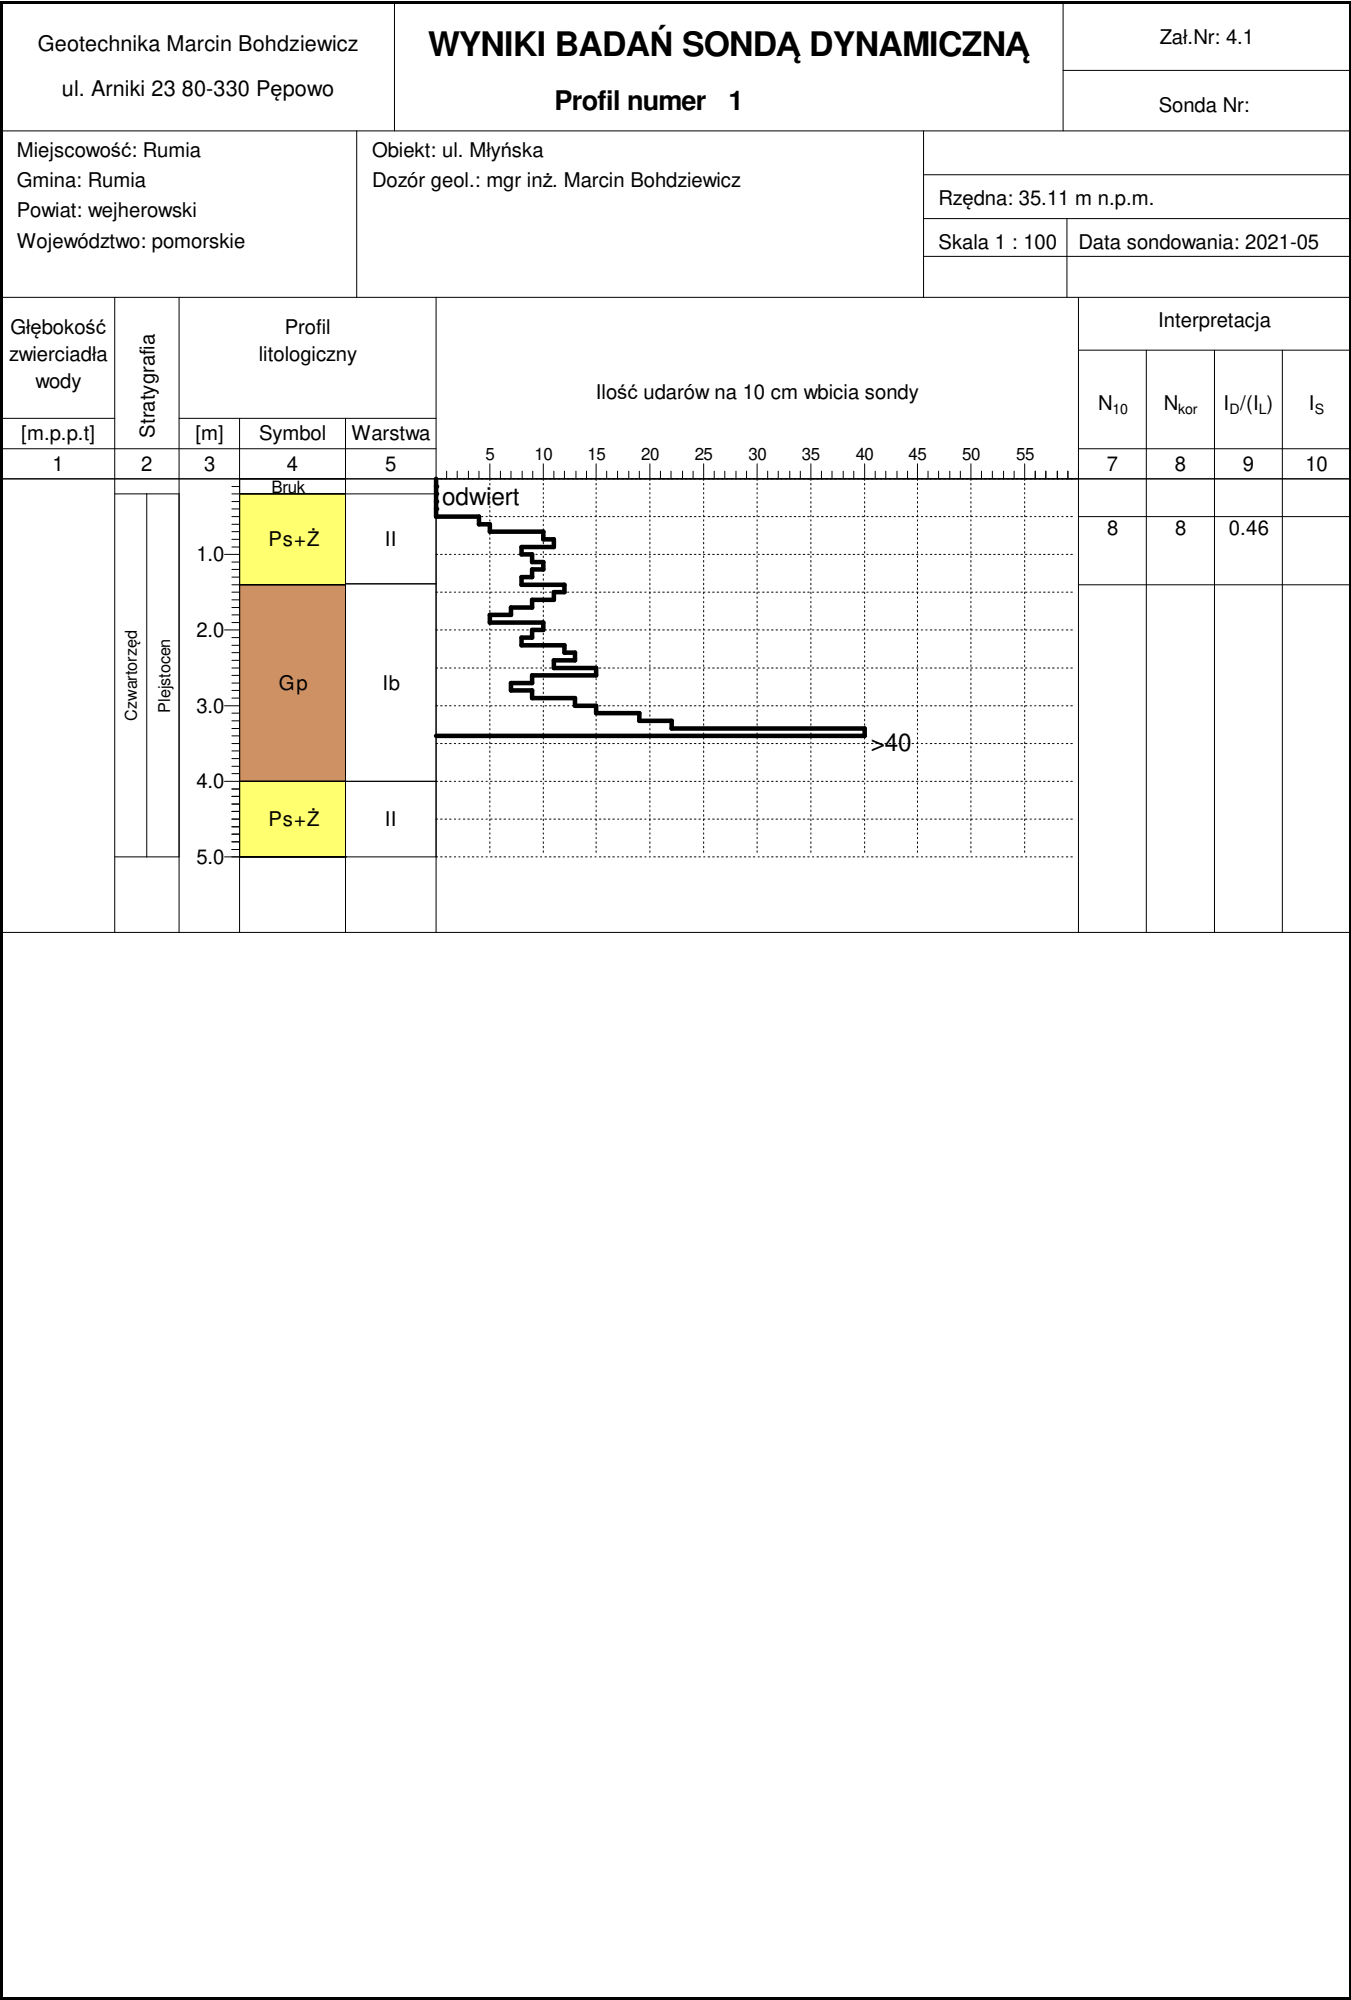 Geotechnika Marcin Bohdziewicz
ul. Arniki 23 80-330 Pępowo
WYNIKI BADAŃ SONDĄ DYNAMICZNĄ
Profil numer 1
Zał.Nr: 4.1
Sonda Nr:
Miejscowość: Rumia
Gmina: Rumia
Powiat: wejherowski
Województwo: pomorskie
Obiekt: ul. Młyńska
Dozór geol.: mgr inż. Marcin Bohdziewicz
Rzędna: 35.11 m n.p.m.
Skala 1 : 100
Data sondowania: 2021-05
Głębokość
zwierciadła
wody
[m.p.p.t]
Stratygrafia
Profil
litologiczny
[m] Symbol Warstwa
Ilość udarów na 10 cm wbicia sondy
Interpretacja
N10 Nkor ID/(IL) IS
5 10 15 20 25 30 35 40 45 50 55
1 2 3 4 5 7 8 9 10
Bruk
odwiert
Ps+Ż II
8 8 0.46
1.0
2.0
Czwartorzęd
Plejstocen
Gp Ib
3.0
>40
4.0
Ps+Ż II
5.0